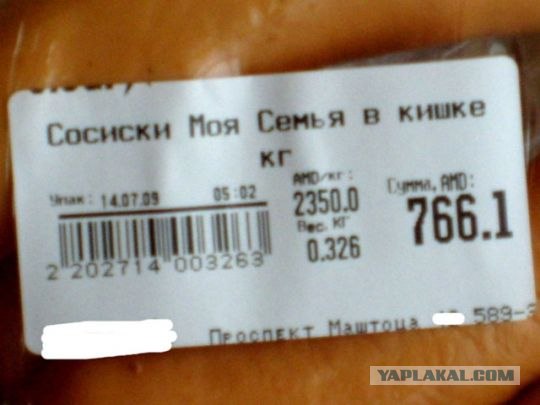 Сосиски Моя Семья в кишке
кг
Упак: 14.07.09 05:02
AMD/кг:
2350.0
Вес, КГ
0.326
Сумма, AMD:
766.1
2 202714 003263
Проспект Маштоца 589-
YAPLAKAL.COM